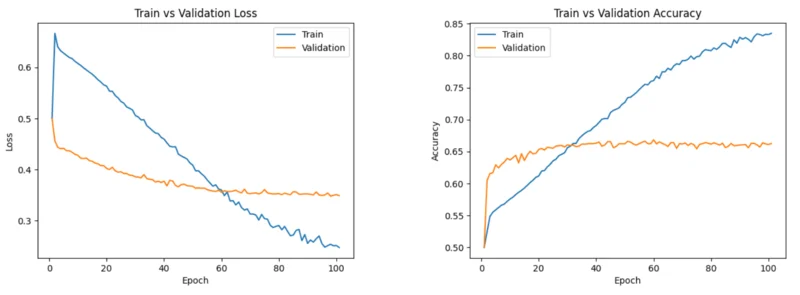 Train vs Validation Loss
Train
Validation
Loss
0.6
0.5
0.4
0.3
0
20
40
60
80
100
Epoch
Train vs Validation Accuracy
Train
Validation
Accuracy
0.85
0.80
0.75
0.70
0.65
0.60
0.55
0.50
0
20
40
60
80
100
Epoch